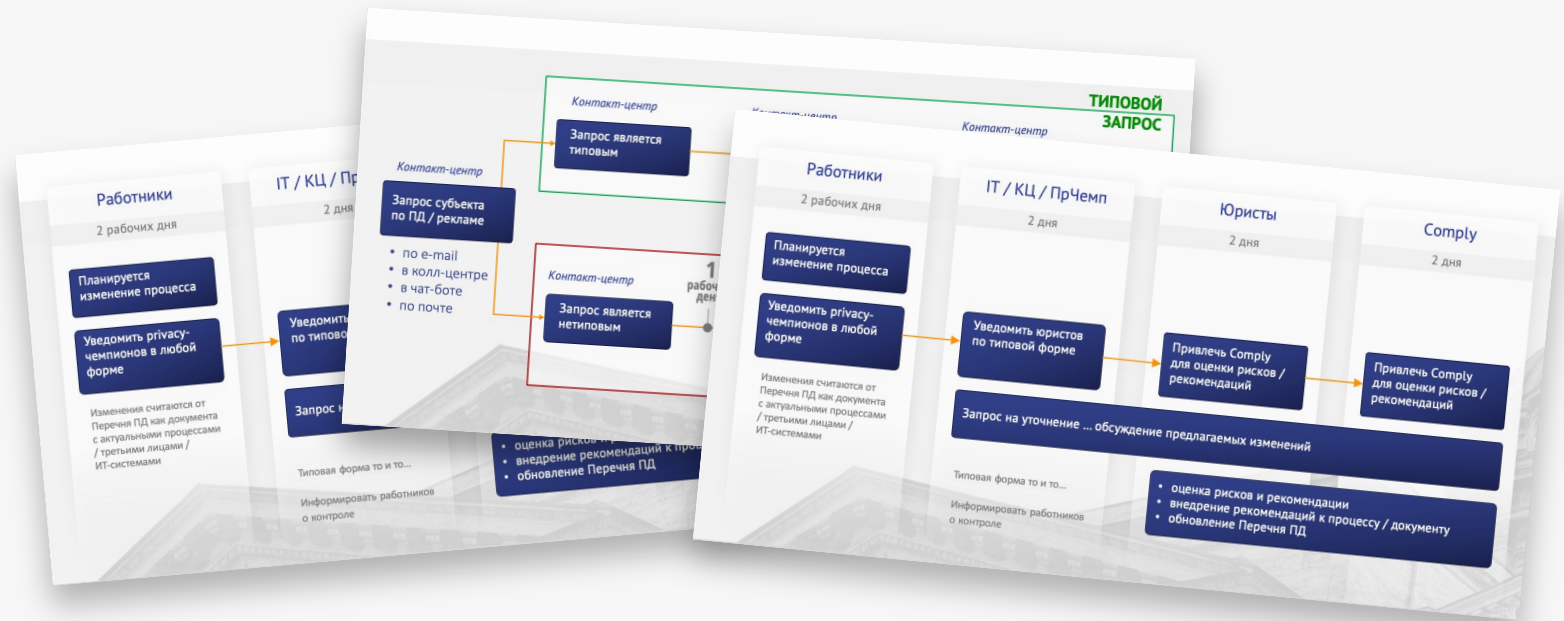 Работники
2 рабочих дня
Планируется
изменение процесса
Уведомить privacy-
чемпионов в любой
форме
Изменения считаются от
Перечня ПД как документа
с актуальными процессами
/ третьими лицами /
ИТ-системами
IT / КЦ /
2 дня
Уведомить
по
Запрос
Типовая форма то и то...
Информировать работников
о контроле
оценка рисков
внедрение рекомендаций к
обновление Перечня ПД
ТИПОВОЙ
ЗАПРОС
Контакт-центр
Запрос субъекта
по ПД / рекламе
• по e-mail
• в колл-центре
• в чат-боте
• по почте
Контакт-центр
Запрос является
типовым
Контакт-центр
Контакт-центр
Контакт-центр
Запрос является
нетиповым
1
Работники
2 рабочих дня
Планируется
изменение процесса
Уведомить privacy-
чемпионов в любой
форме
Изменения считаются от
Перечня ПД как документа
с актуальными процессами
/ третьими лицами /
ИТ-системами
IT / КЦ / ПрЧемп
2 дня
Уведомить юристов
по типовой форме
Юристы
2 дня
Привлечь Comply
для оценки рисков /
рекомендаций
Comply
2 дня
Привлечь Comply
для оценки рисков /
рекомендаций
Запрос на уточнение ... обсуждение предлагаемых изменений
Типовая форма то и то...
Информировать работников
о контроле
• оценка рисков и рекомендации
• внедрение рекомендаций к процессу / документу
• обновление Перечня ПД